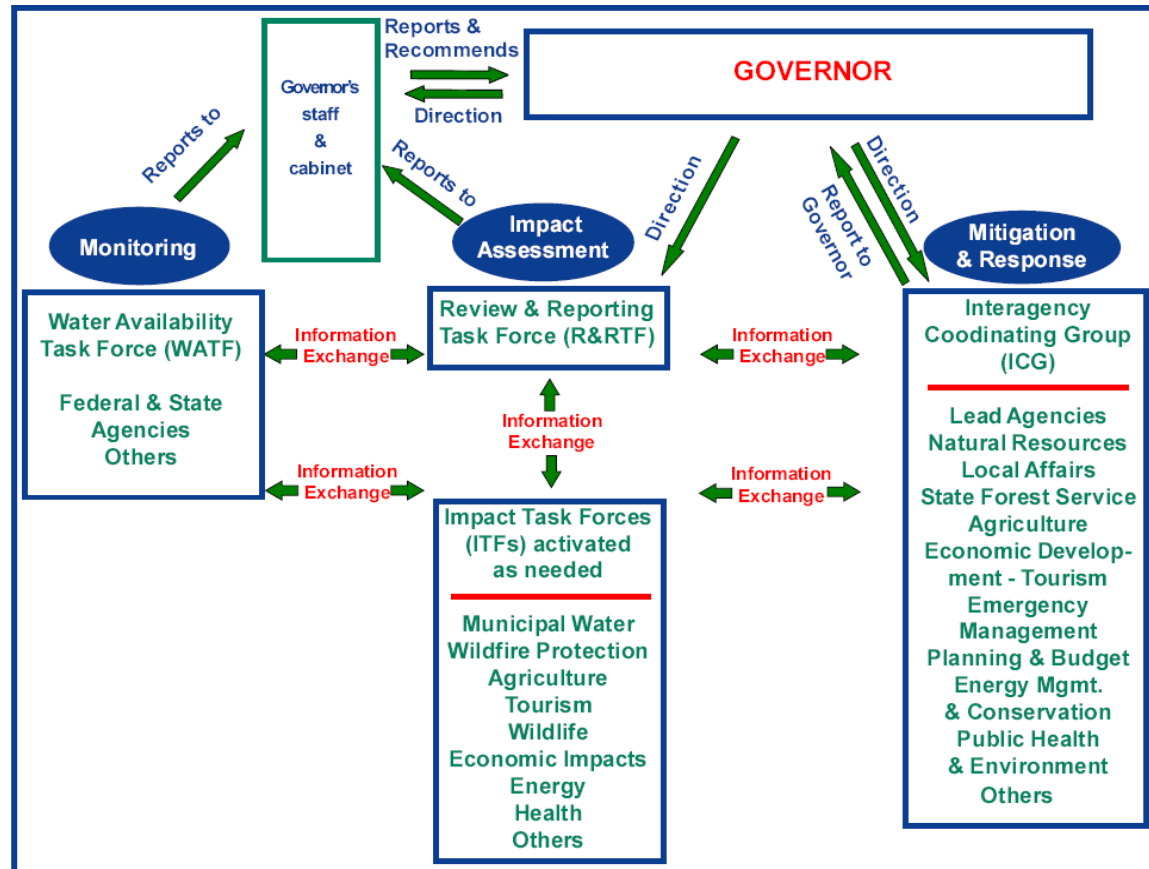 Reports &
Recommends
GOVERNOR
Governor's
staff
&
cabinet
Direction
Reports to
Reports to
Direction
Direction
Report to
Governor
Monitoring
Impact
Assessment
Mitigation
& Response
Water Availability
Task Force (WATF)
Federal & State
Agencies
Others
Information
Exchange
Review & Reporting
Task Force (R&RTF)
Information
Exchange
Interagency
Coodinating Group
(ICG)
Information
Exchange
Information
Exchange
Information
Exchange
Impact Task Forces
(ITFs) activated
as needed
Municipal Water
Wildfire Protection
Agriculture
Tourism
Wildlife
Economic Impacts
Energy
Health
Others
Lead Agencies
Natural Resources
Local Affairs
State Forest Service
Agriculture
Economic Develop-
ment - Tourism
Emergency
Management
Planning & Budget
Energy Mgmt.
& Conservation
Public Health
& Environment
Others